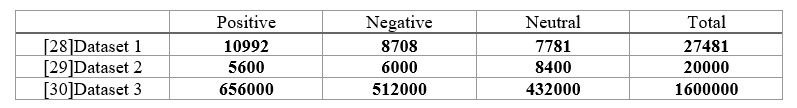 Positive Negative Neutral Total
[28]Dataset 1 10992 8708 7781 27481
[29]Dataset 2 5600 6000 8400 20000
[30]Dataset 3 656000 512000 432000 1600000